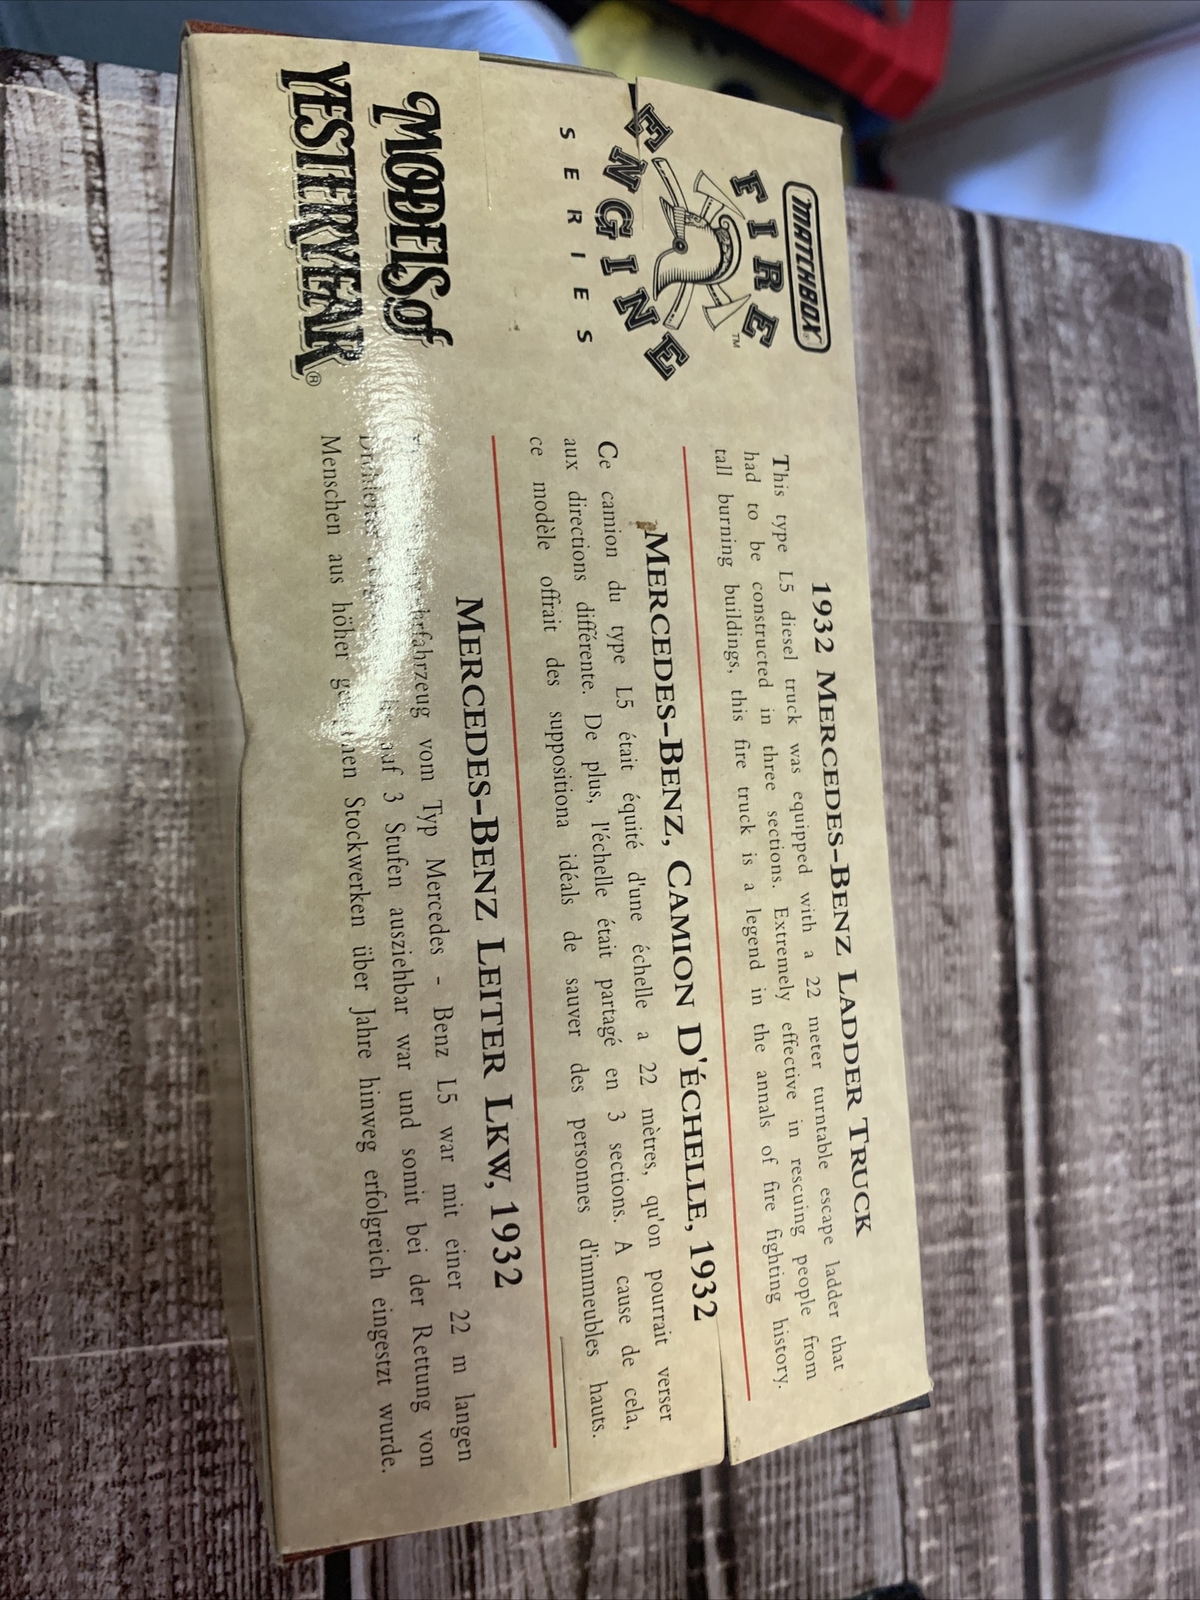 MATCHBOX
FIRE
ENGINE
™
SERIES
MODELS of
YESTERYEAR®
1932 MERCEDES-BENZ LADDER TRUCK
This type L5 diesel truck was equipped with a 22 meter turntable escape ladder that
had to be constructed in three sections. Extremely effective in rescuing people from
tall burning buildings, this fire truck is a legend in the annals of fire fighting history.
MERCEDES-BENZ, CAMION D'ÉCHELLE, 1932
Ce camion du type L5 était équité d'une échelle a 22 mètres, qu'on pourrait verser
aux directions différente. De plus, l'échelle était partagé en 3 sections. A cause de cela,
ce modèle offrait des suppositiona idéals de sauver des personnes d'immeubles hauts.
MERCEDES-BENZ LEITER LKW, 1932
vom Typ Mercedes - Benz L5 war mit einer 22 m langen
auf 3 Stufen ausziehbar war und somit bei der Rettung von
Menschen aus höher Stockwerken über Jahre hinweg erfolgreich eingestzt wurde.